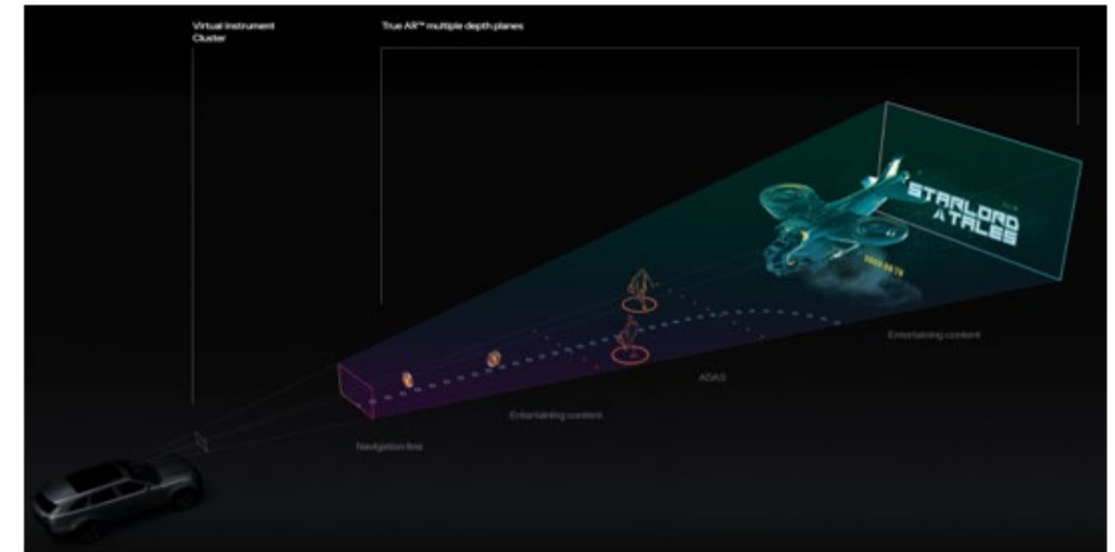 Virtual Instrument
Cluster
True AR™ multiple depth planes
STARLORD
TALES
Entertaining content
ADAS
Entertaining content
Navigation line